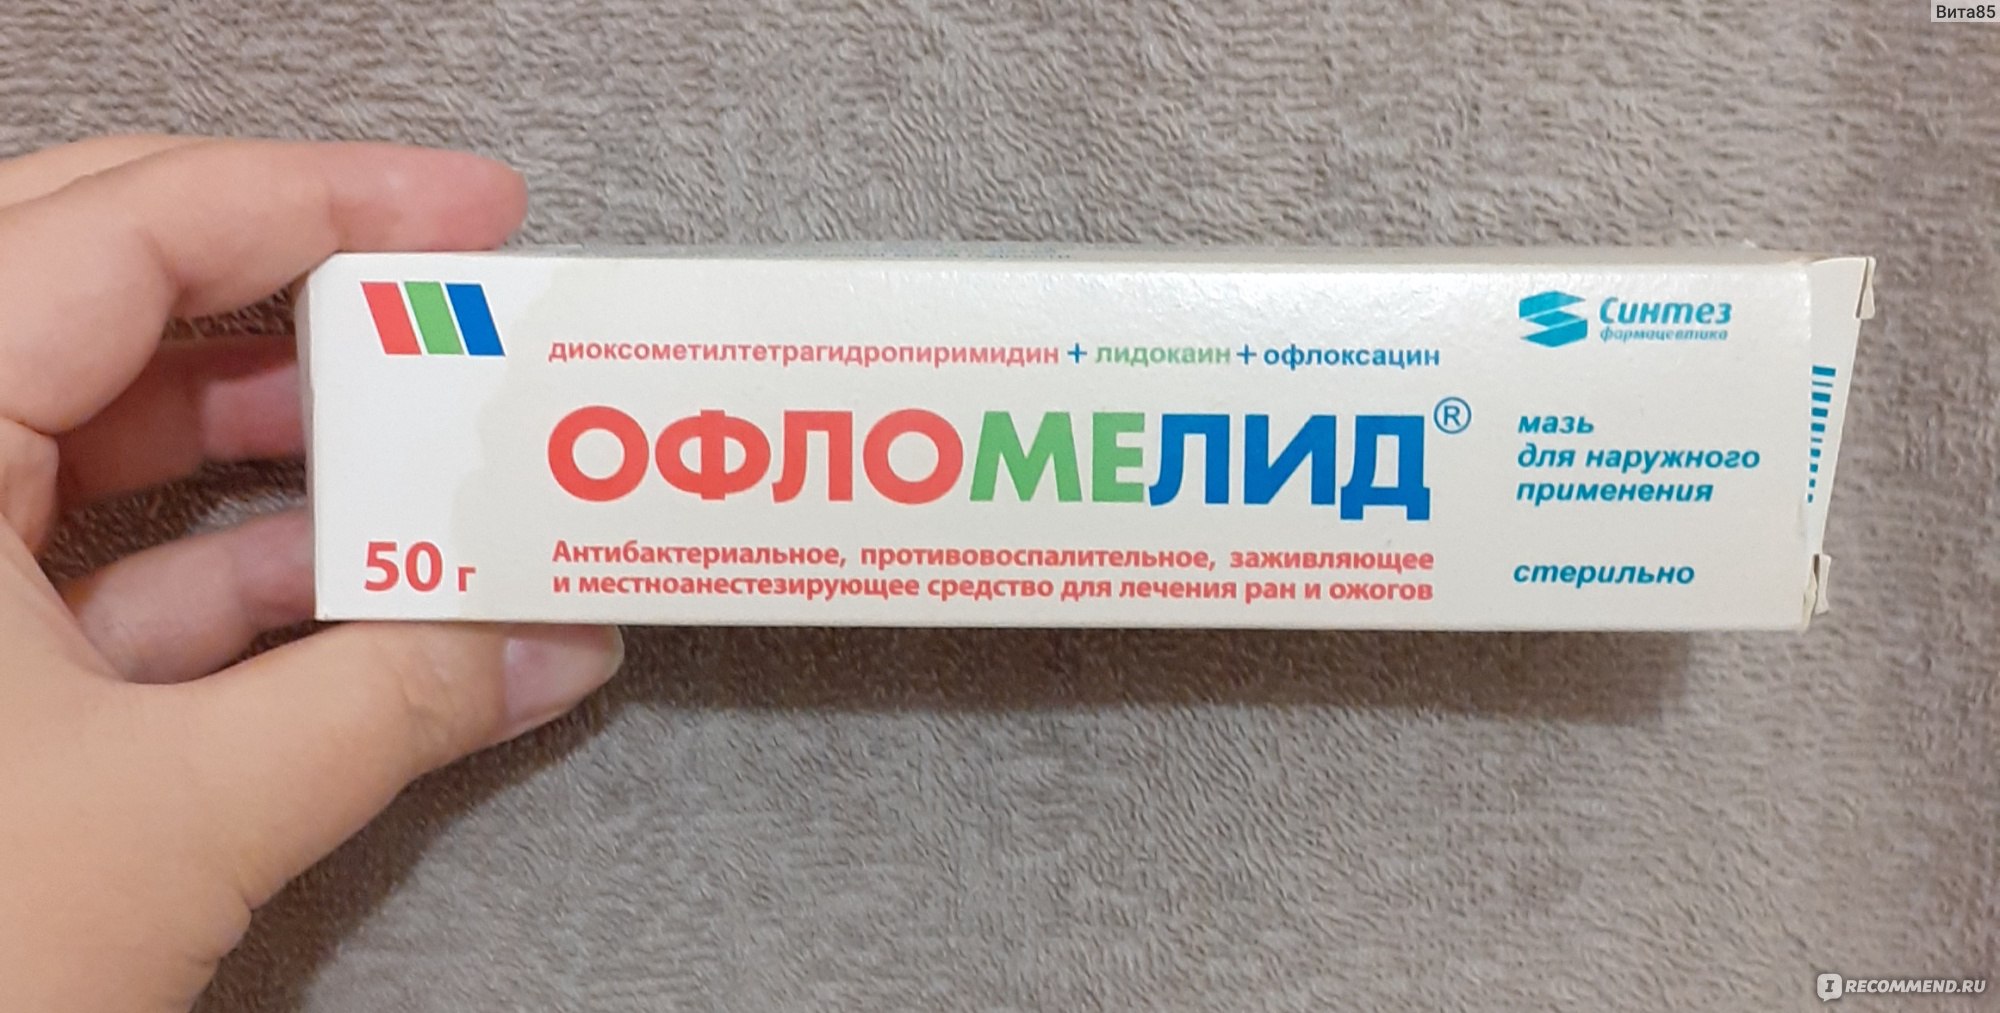 Вита85
Синтез
фармацевтика
диоксометилтетрагидропиримидин + лидокаин + офлоксацин
ОФЛОМЕЛИД®
мазь
для наружного
применения
50 г
Антибактериальное, противовоспалительное, заживляющее
и местноанестезирующее средство для лечения ран и ожогов
стерильно
IRECOMMEND.RU